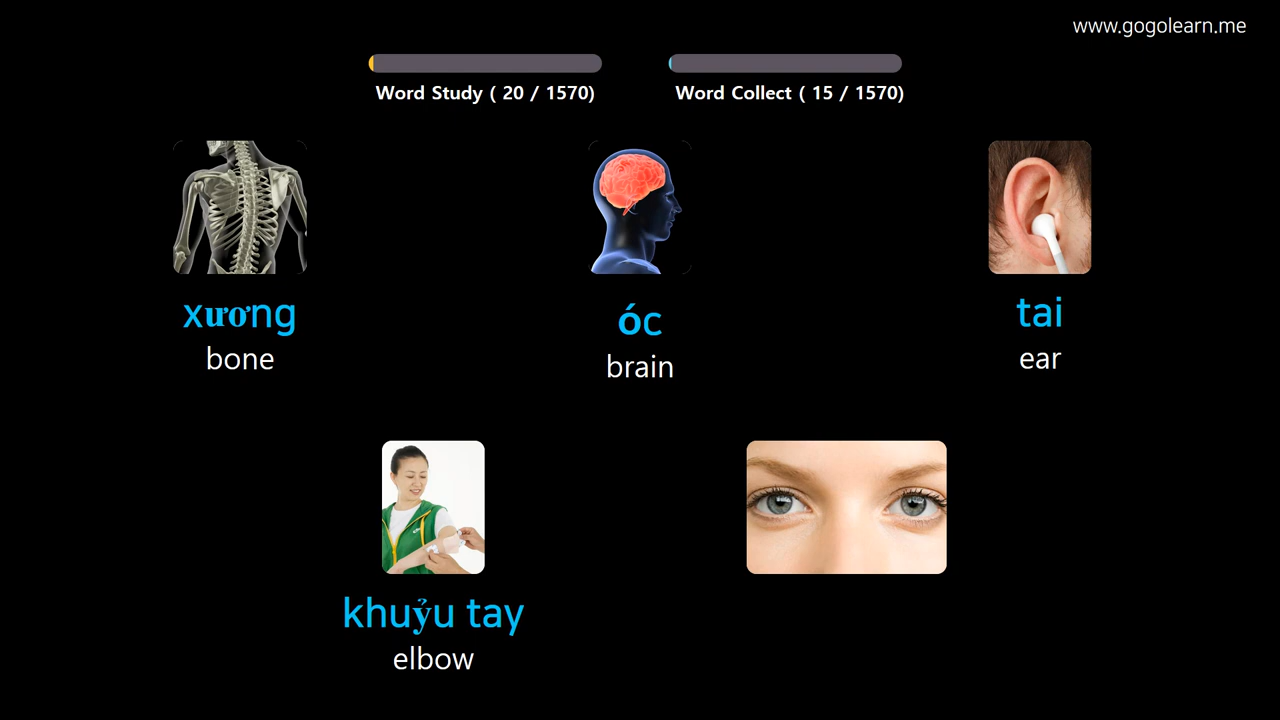 www.gogolearn.me
Word Study ( 20 / 1570)
Word Collect ( 15 / 1570)
xương
bone
óc
brain
tai
ear
khuỷu tay
elbow